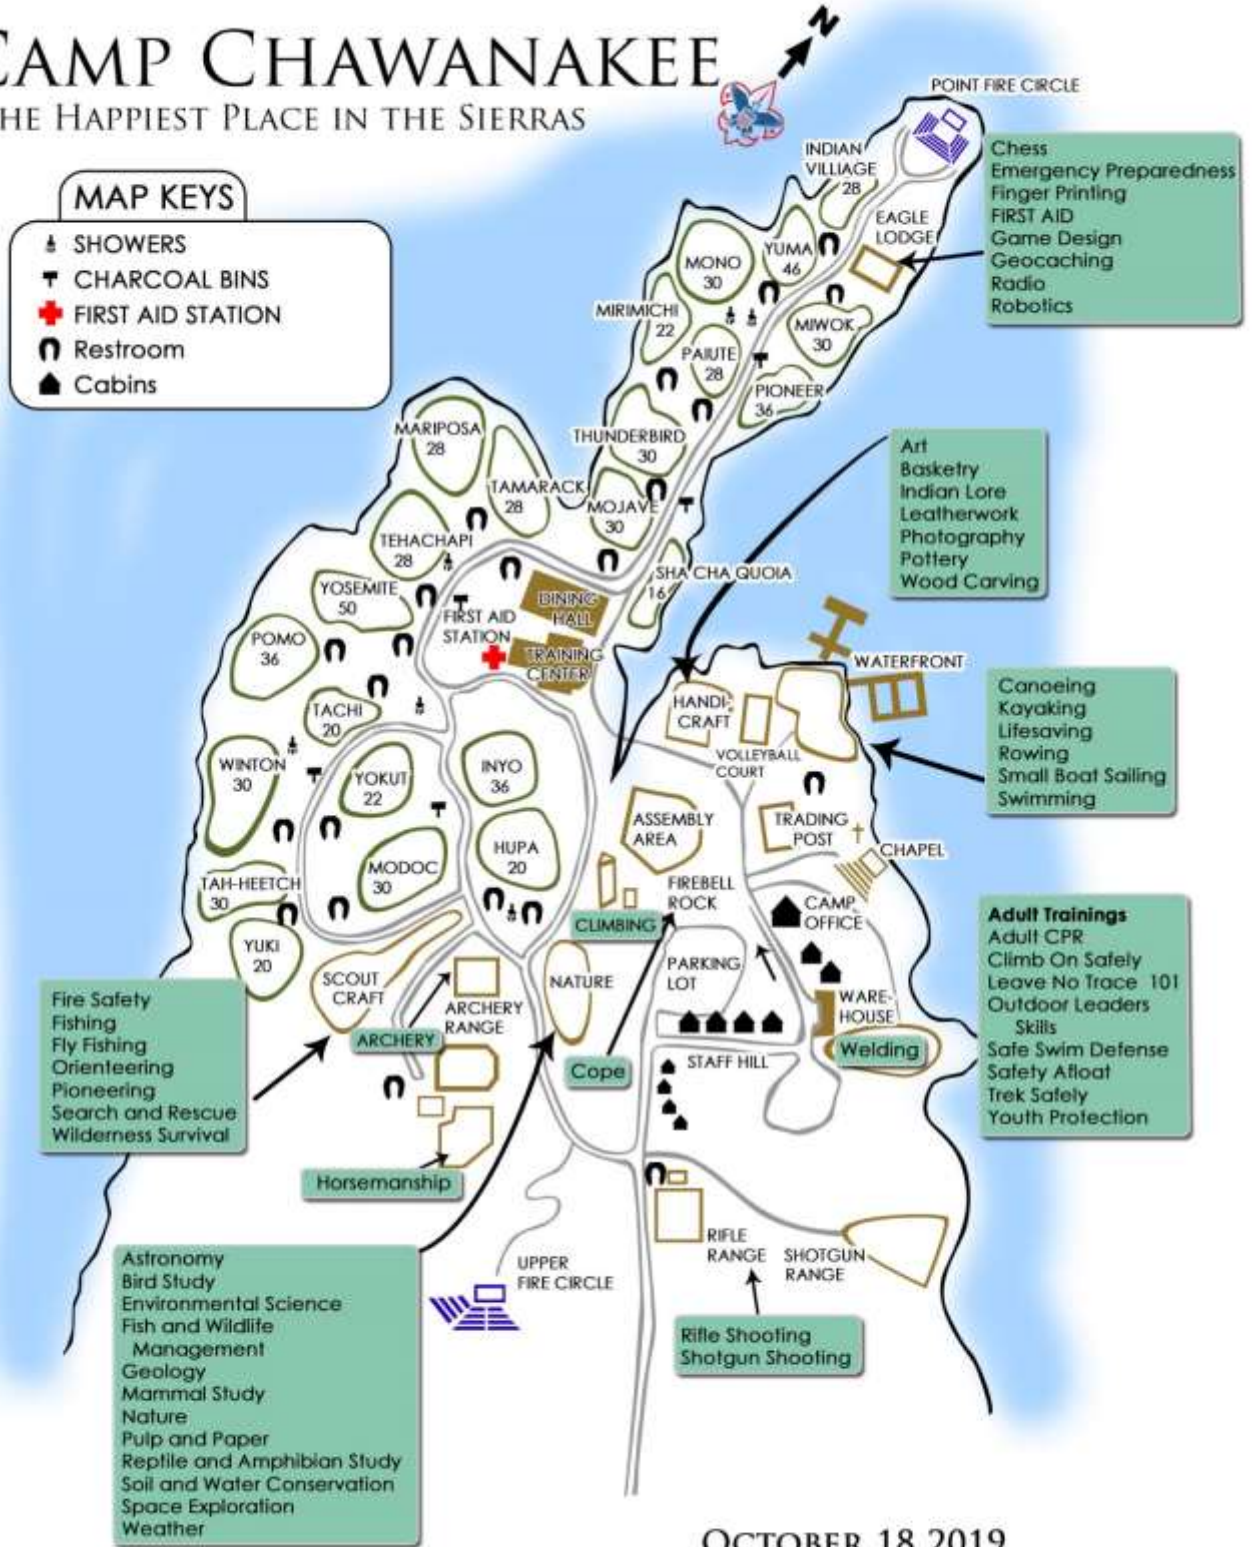 CAMP CHAWANAKEE
THE HAPPIEST PLACE IN THE SIERRAS
N
MAP KEYS
SHOWERS
CHARCOAL BINS
FIRST AID STATION
Restroom
Cabins
POINT FIRE CIRCLE
INDIAN
VILLIAGE
28
EAGLE
LODGE
Chess
Emergency Preparedness
Finger Printing
FIRST AID
Game Design
Geocaching
Radio
Robotics
MONO
30
YUMA
46
MIRIMICHI
22
MIWOK
30
PAIUTE
28
PIONEER
36
THUNDERBIRD
30
MARIPOSA
28
TAMARACK
28
MOJAVE
30
TEHACHAPI
28
YOSEMITE
50
SHA CHA QUOIA
16
Art
Basketry
Indian Lore
Leatherwork
Photography
Pottery
Wood Carving
DINING
HALL
FIRST AID
STATION
TRAINING
CENTER
POMO
36
TACHI
20
WINTON
30
YOKUT
22
INYO
36
HUPA
20
MODOC
30
TAH-HEETCH
30
YUKI
20
WATERFRONT
HANDI-
CRAFT
VOLLEYBALL
COURT
Canoeing
Kayaking
Lifesaving
Rowing
Small Boat Sailing
Swimming
ASSEMBLY
AREA
TRADING
POST
CHAPEL
FIREBELL
ROCK
CAMP
OFFICE
CLIMBING
PARKING
LOT
WARE-
HOUSE
Welding
STAFF HILL
Adult Trainings
Adult CPR
Climb On Safely
Leave No Trace 101
Outdoor Leaders
Skills
Safe Swim Defense
Safety Afloat
Trek Safely
Youth Protection
SCOUT
CRAFT
ARCHERY
RANGE
ARCHERY
NATURE
Cope
Fire Safety
Fishing
Fly Fishing
Orienteering
Pioneering
Search and Rescue
Wilderness Survival
Horsemanship
UPPER
FIRE CIRCLE
RIFLE
RANGE
SHOTGUN
RANGE
Rifle Shooting
Shotgun Shooting
Astronomy
Bird Study
Environmental Science
Fish and Wildlife
Management
Geology
Mammal Study
Nature
Pulp and Paper
Reptile and Amphibian Study
Soil and Water Conservation
Space Exploration
Weather
OCTOBER 18 2019